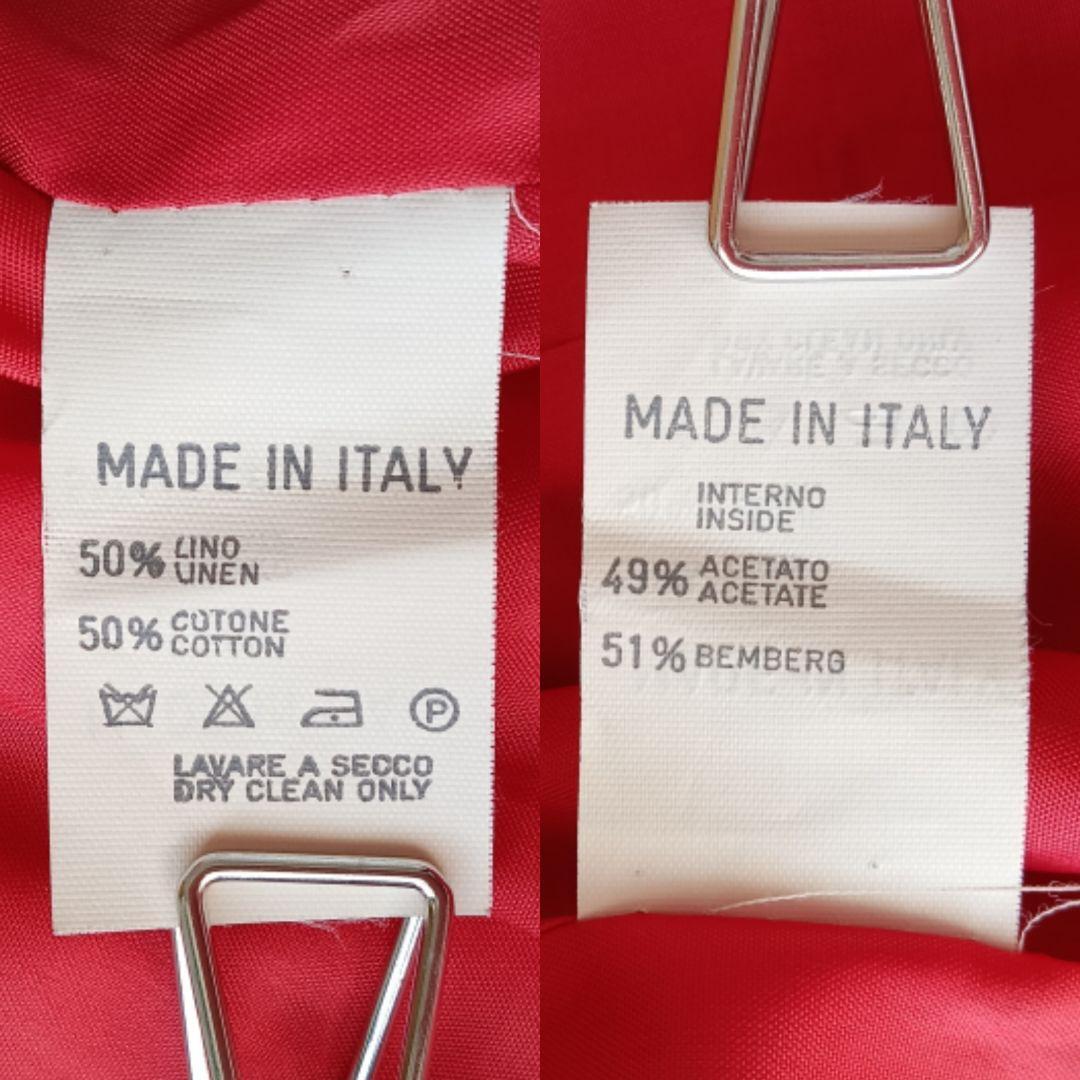 MADE IN ITALY
50% LINO
LINEN
50% COTONE
COTTON
P
LAVARE A SECCO
DRY CLEAN ONLY
MADE IN ITALY
INTERNO
INSIDE
49% ACETATO
ACETATE
51% BEMBERG